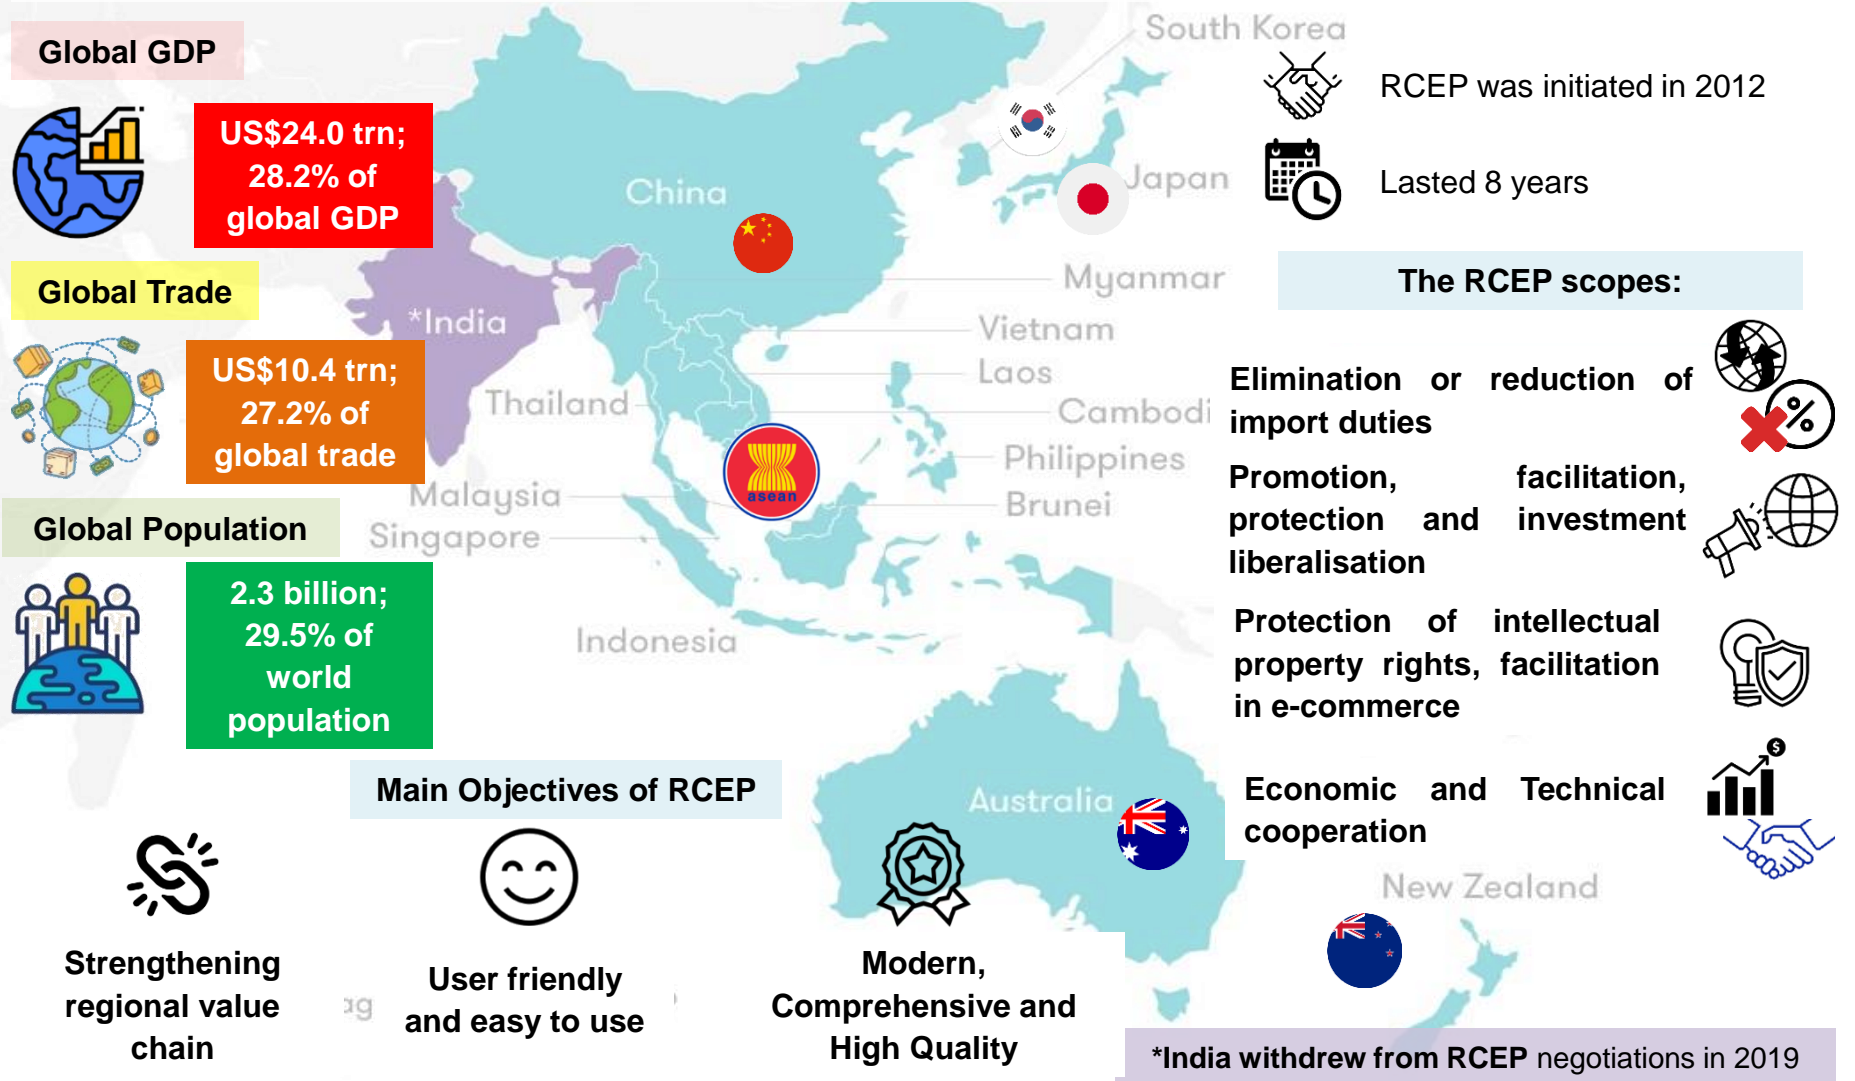 Global GDP
US$24.0 trn;
28.2% of
global GDP
Global Trade
US$10.4 trn;
27.2% of
global trade
Global Population
2.3 billion;
29.5% of
world
population
South Korea
China
Japan
*India
Myanmar
Vietnam
Laos
Thailand
Cambodi
Philippines
Malaysia
Brunei
Singapore
asean
Indonesia
Australia
New Zealand
RCEP was initiated in 2012
Lasted 8 years
The RCEP scopes:
Elimination or reduction of
import duties
%
Promotion, facilitation,
protection and investment
liberalisation
Protection of intellectual
property rights, facilitation
in e-commerce
$
Economic and Technical
cooperation
Main Objectives of RCEP
Strengthening
regional value
chain
ag
User friendly
and easy to use
Modern,
Comprehensive and
High Quality
*India withdrew from RCEP negotiations in 2019